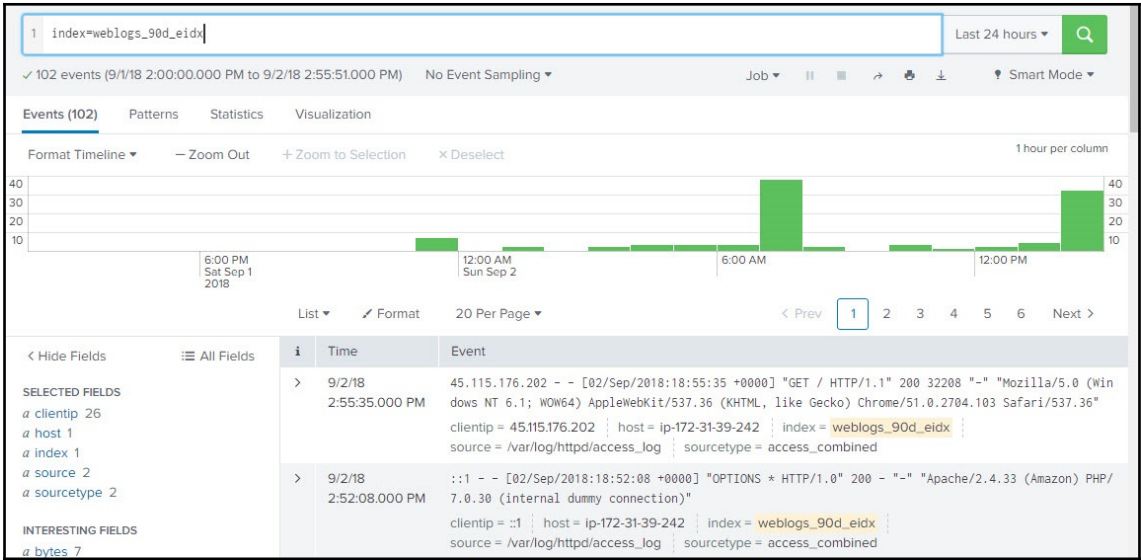 1 index=weblogs_90d_eidx
Last 24 hours
102 events (9/1/18 2:00:00.000 PM to 9/2/18 2:55:51.000 PM) No Event Sampling
Job
Smart Mode
Events (102) Patterns Statistics Visualization
Format Timeline — Zoom Out + Zoom to Selection × Deselect
1 hour per column
40 40
30 30
20 20
10 10
6:00 PM 12:00 AM 6:00 AM 12:00 PM
Sat Sep 1 Sun Sep 2
2018
List Format 20 Per Page
< Prev 1 2 3 4 5 6 Next >
< Hide Fields All Fields
SELECTED FIELDS
a clientip 26
a host 1
a index 1
a source 2
a sourcetype 2
INTERESTING FIELDS
a bytes 7
i Time Event
> 9/2/18
2:55:35.000 PM
45.115.176.202 - - [02/Sep/2018:18:55:35 +0000] "GET / HTTP/1.1" 200 32208 "-" "Mozilla/5.0 (Win
dows NT 6.1; WOW64) AppleWebKit/537.36 (KHTML, like Gecko) Chrome/51.0.2704.103 Safari/537.36"
clientip = 45.115.176.202 host = ip-172-31-39-242 index = weblogs_90d_eidx
source = /var/log/httpd/access_log sourcetype = access_combined
> 9/2/18
2:52:08.000 PM
::1 - - [02/Sep/2018:18:52:08 +0000] "OPTIONS * HTTP/1.0" 200 - "-" "Apache/2.4.33 (Amazon) PHP/
7.0.30 (internal dummy connection)"
clientip = ::1 host = ip-172-31-39-242 index = weblogs_90d_eidx
source = /var/log/httpd/access_log sourcetype = access_combined